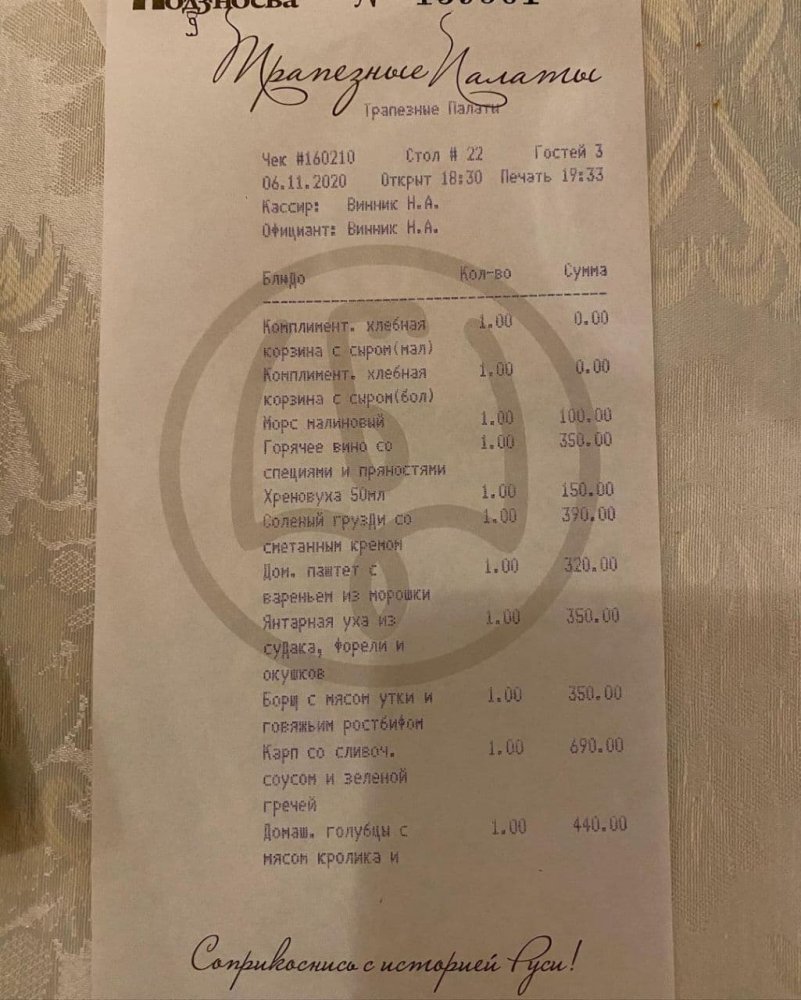 Трапезные Палаты
Трапезные Палаты
Чек #160210 Стол # 22 Гостей 3
06.11.2020 Открыт 18:30 Печать 19:33
Кассир: Винник Н.А.
Официант: Винник Н.А.
Блюдо Кол-во Сумма
Комплимент. хлебная 1.00 0.00
корзина с сыром(мал)
Комплимент. хлебная 1.00 0.00
корзина с сыром(бол)
Морс малиновый 1.00 100.00
Горячее вино со 1.00 350.00
специями и пряностями
Хреновуха 50мл 1.00 150.00
Соленый грузди со 1.00 390.00
сметанным кремом
Дом. паштет с 1.00 320.00
вареньем из морошки
Янтарная уха из 1.00 350.00
судака, форели и
окушков
Борщ с мясом утки и 1.00 350.00
говяжьим ростбифом
Карп со сливоч. 1.00 690.00
соусом и зеленой
гречей
Домаш. голубцы с 1.00 440.00
мясом кролика и
Соприкоснись с историей Руси!